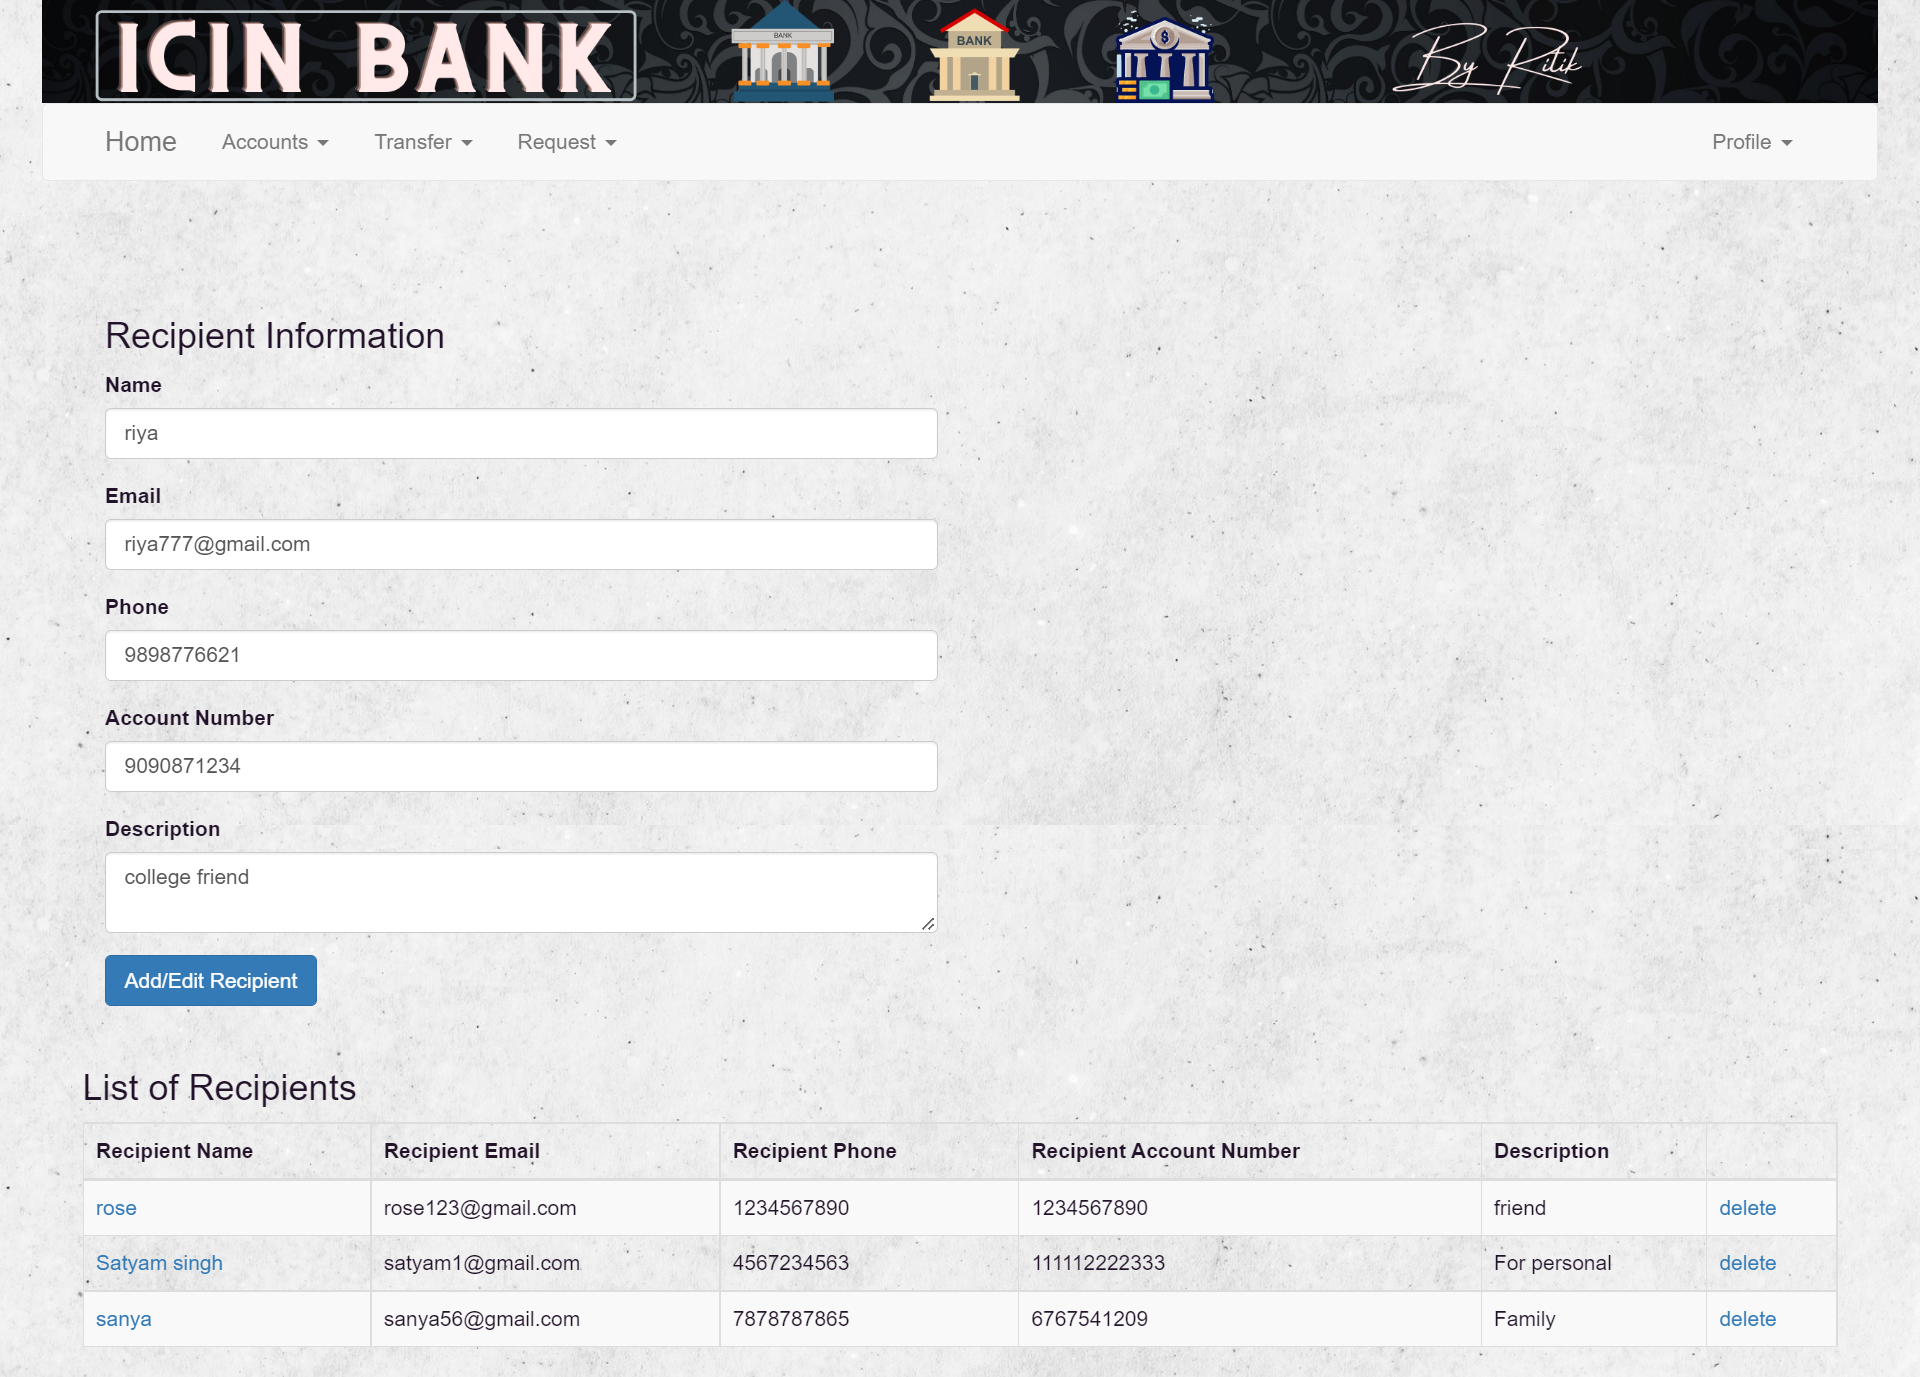 ICIN BANK
BANK
BANK
By Ritik
Home Accounts Transfer Request Profile
Recipient Information
Name
riya
Email
riya777@gmail.com
Phone
9898776621
Account Number
9090871234
Description
college friend
Add/Edit Recipient
List of Recipients
Recipient Name Recipient Email Recipient Phone Recipient Account Number Description
rose rose123@gmail.com 1234567890 1234567890 friend delete
Satyam singh satyam1@gmail.com 4567234563 111112222333 For personal delete
sanya sanya56@gmail.com 7878787865 6767541209 Family delete